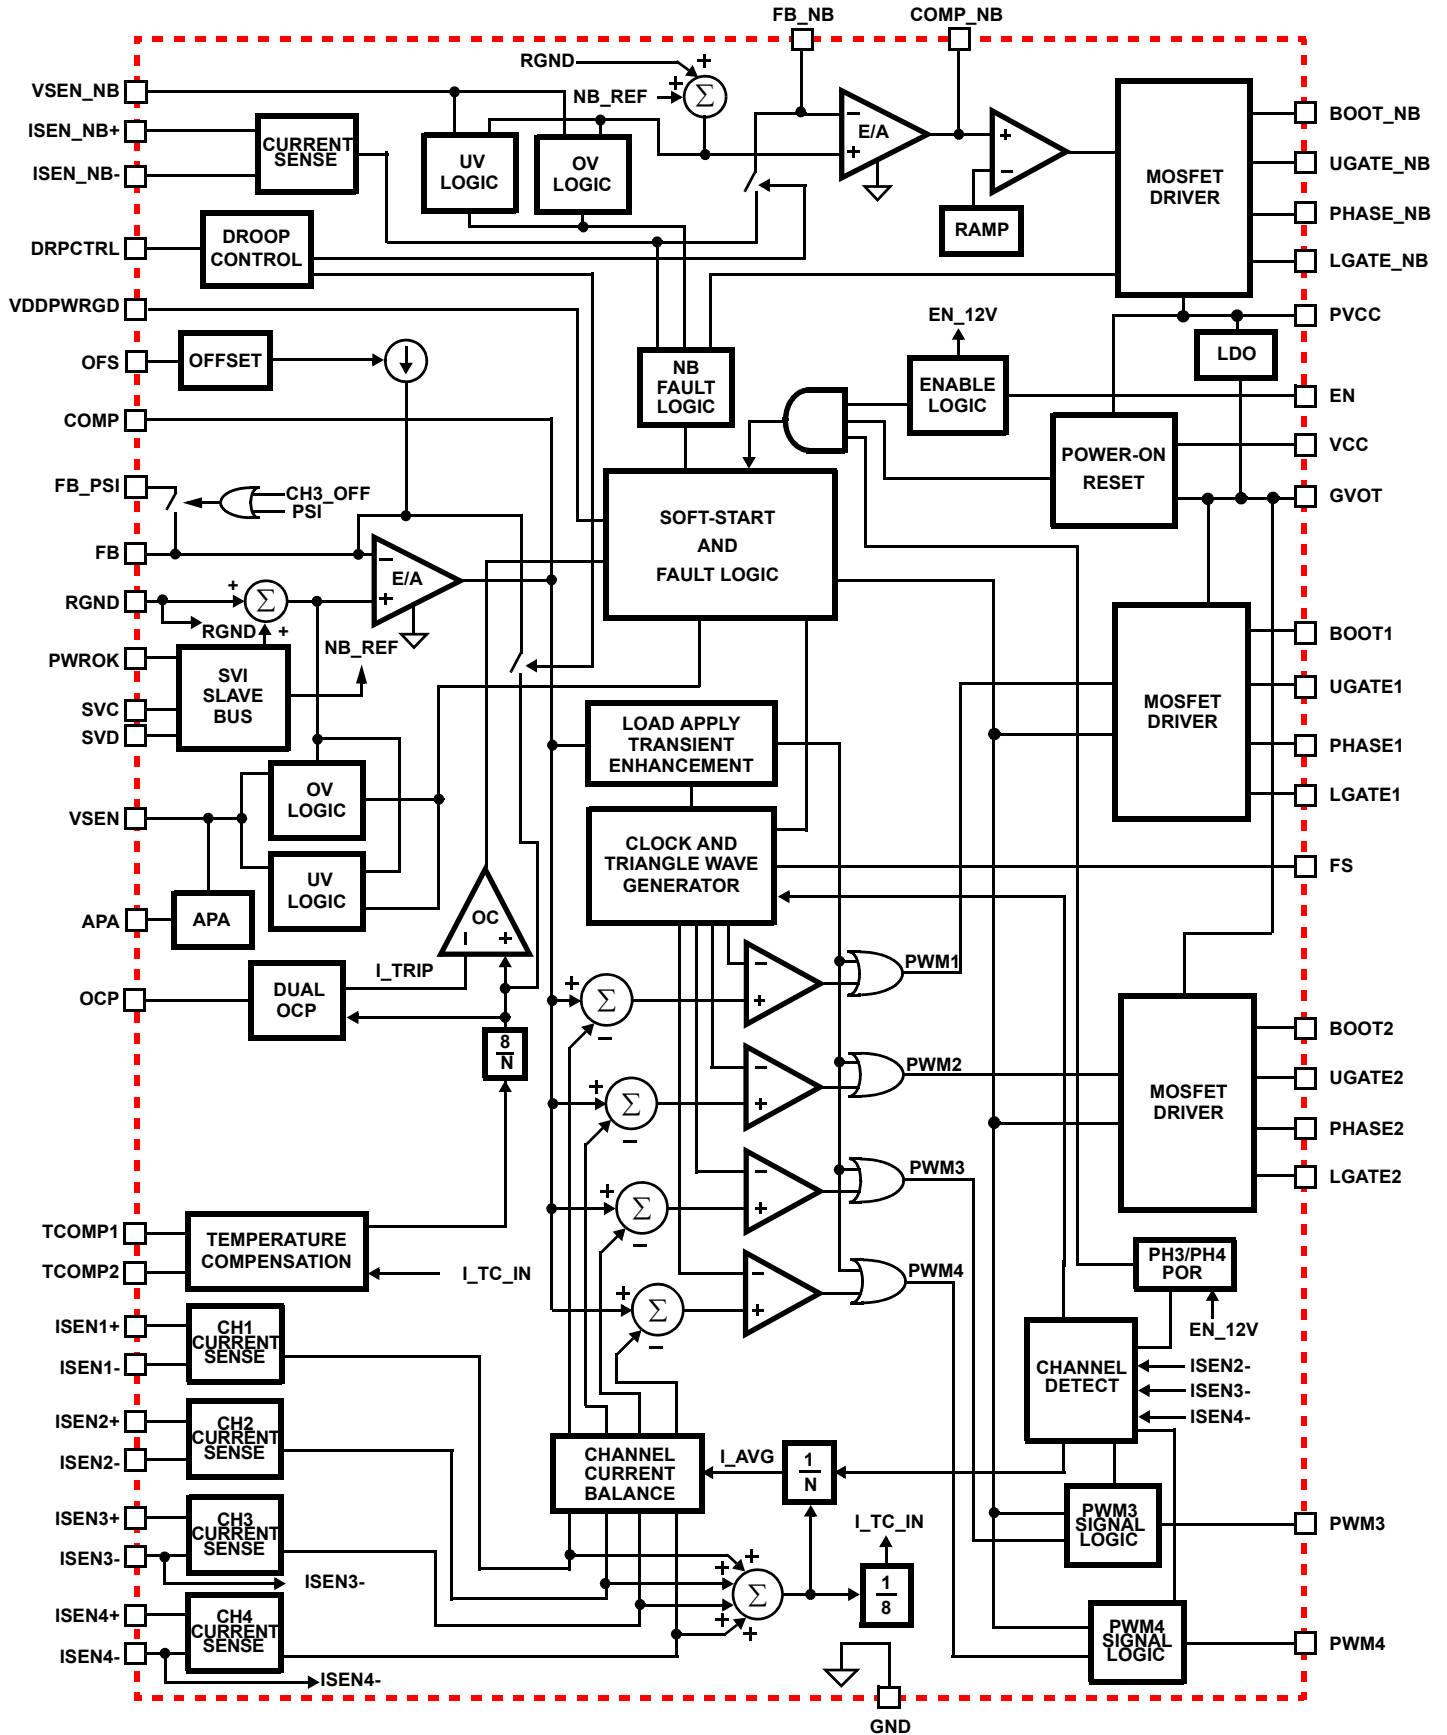 FB_NB
COMP_NB
RGND
+
VSEN_NB
NB_REF
+
Σ
ISEN_NB+
ISEN_NB-
CURRENT
SENSE
UV
LOGIC
OV
LOGIC
−
E/A
+
+
−
RAMP
MOSFET
DRIVER
BOOT_NB
UGATE_NB
PHASE_NB
LGATE_NB
DRPCTRL
DROOP
CONTROL
VDDPWRGD
EN_12V
PVCC
LDO
OFS
OFFSET
NB
FAULT
LOGIC
ENABLE
LOGIC
EN
COMP
POWER-ON
RESET
VCC
GVOT
FB_PSI
CH3_OFF
PSI
SOFT-START
AND
FAULT LOGIC
FB
−
E/A
+
RGND
+
Σ
RGND
+
NB_REF
PWROK
SVC
SVD
SVI
SLAVE
BUS
MOSFET
DRIVER
BOOT1
UGATE1
PHASE1
LGATE1
LOAD APPLY
TRANSIENT
ENHANCEMENT
VSEN
OV
LOGIC
UV
LOGIC
CLOCK AND
TRIANGLE WAVE
GENERATOR
FS
APA
APA
OC
−
+
I_TRIP
OCP
DUAL
OCP
8
N
+
Σ
−
−
+
PWM1
+
Σ
−
−
+
PWM2
MOSFET
DRIVER
BOOT2
UGATE2
PHASE2
LGATE2
+
Σ
−
−
+
PWM3
TCOMP1
TCOMP2
TEMPERATURE
COMPENSATION
I_TC_IN
+
Σ
−
−
+
PWM4
PH3/PH4
POR
EN_12V
ISEN1+
ISEN1-
CH1
CURRENT
SENSE
CHANNEL
DETECT
ISEN2-
ISEN3-
ISEN4-
ISEN2+
ISEN2-
CH2
CURRENT
SENSE
CHANNEL
CURRENT
BALANCE
I_AVG
1
N
ISEN3+
ISEN3-
CH3
CURRENT
SENSE
ISEN3-
I_TC_IN
1
8
+
+
+
+
Σ
PWM3
SIGNAL
LOGIC
PWM3
ISEN4+
ISEN4-
CH4
CURRENT
SENSE
ISEN4-
PWM4
SIGNAL
LOGIC
PWM4
GND